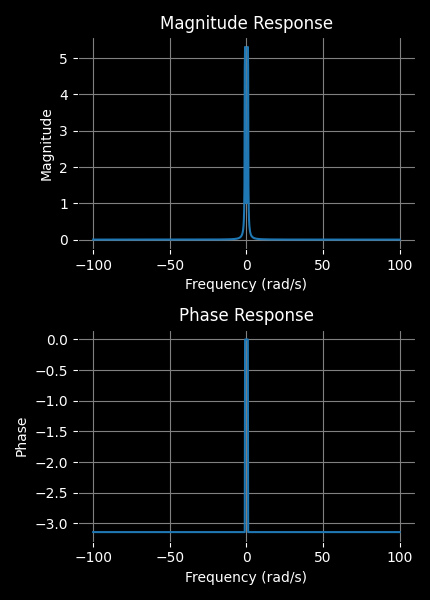 Magnitude Response
5
4
3
2
1
0
Magnitude
−100 −50 0 50 100
Frequency (rad/s)
Phase Response
0.0
−0.5
−1.0
−1.5
−2.0
−2.5
−3.0
Phase
−100 −50 0 50 100
Frequency (rad/s)